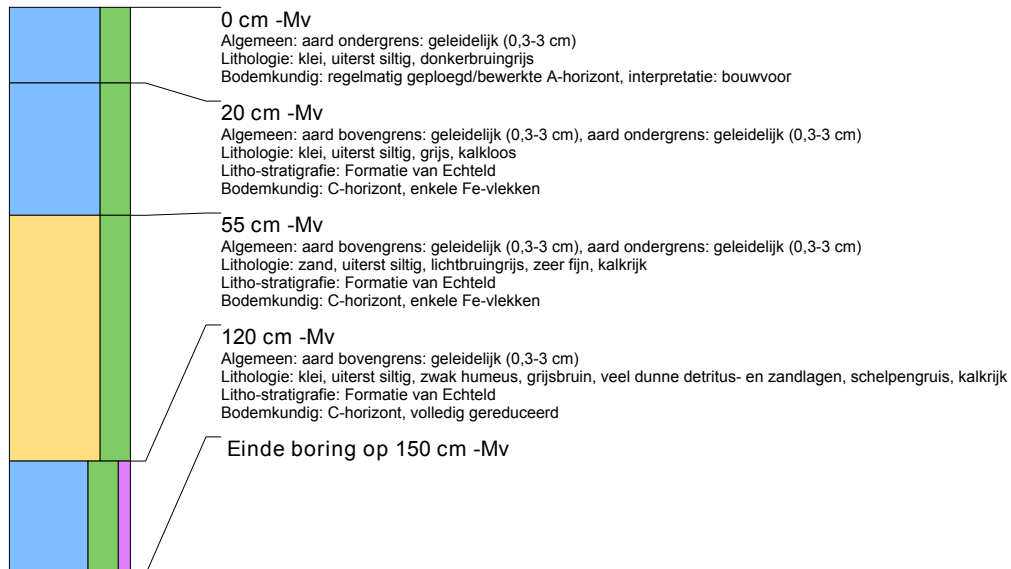 0 cm -Mv
Algemeen: aard ondergrens: geleidelijk (0,3-3 cm)
Lithologie: klei, uiterst siltig, donkerbruingrijs
Bodemkundig: regelmatig geploegd/bewerkte A-horizont, interpretatie: bouwvoor
20 cm -Mv
Algemeen: aard bovengrens: geleidelijk (0,3-3 cm), aard ondergrens: geleidelijk (0,3-3 cm)
Lithologie: klei, uiterst siltig, grijs, kalkloos
Litho-stratigrafie: Formatie van Echteld
Bodemkundig: C-horizont, enkele Fe-vlekken
55 cm -Mv
Algemeen: aard bovengrens: geleidelijk (0,3-3 cm), aard ondergrens: geleidelijk (0,3-3 cm)
Lithologie: zand, uiterst siltig, lichtbruingrijs, zeer fijn, kalkrijk
Litho-stratigrafie: Formatie van Echteld
Bodemkundig: C-horizont, enkele Fe-vlekken
120 cm -Mv
Algemeen: aard bovengrens: geleidelijk (0,3-3 cm)
Lithologie: klei, uiterst siltig, zwak humeus, grijsbruin, veel dunne detritus- en zandlagen, schelpengruis, kalkrijk
Litho-stratigrafie: Formatie van Echteld
Bodemkundig: C-horizont, volledig gereduceerd
Einde boring op 150 cm -Mv